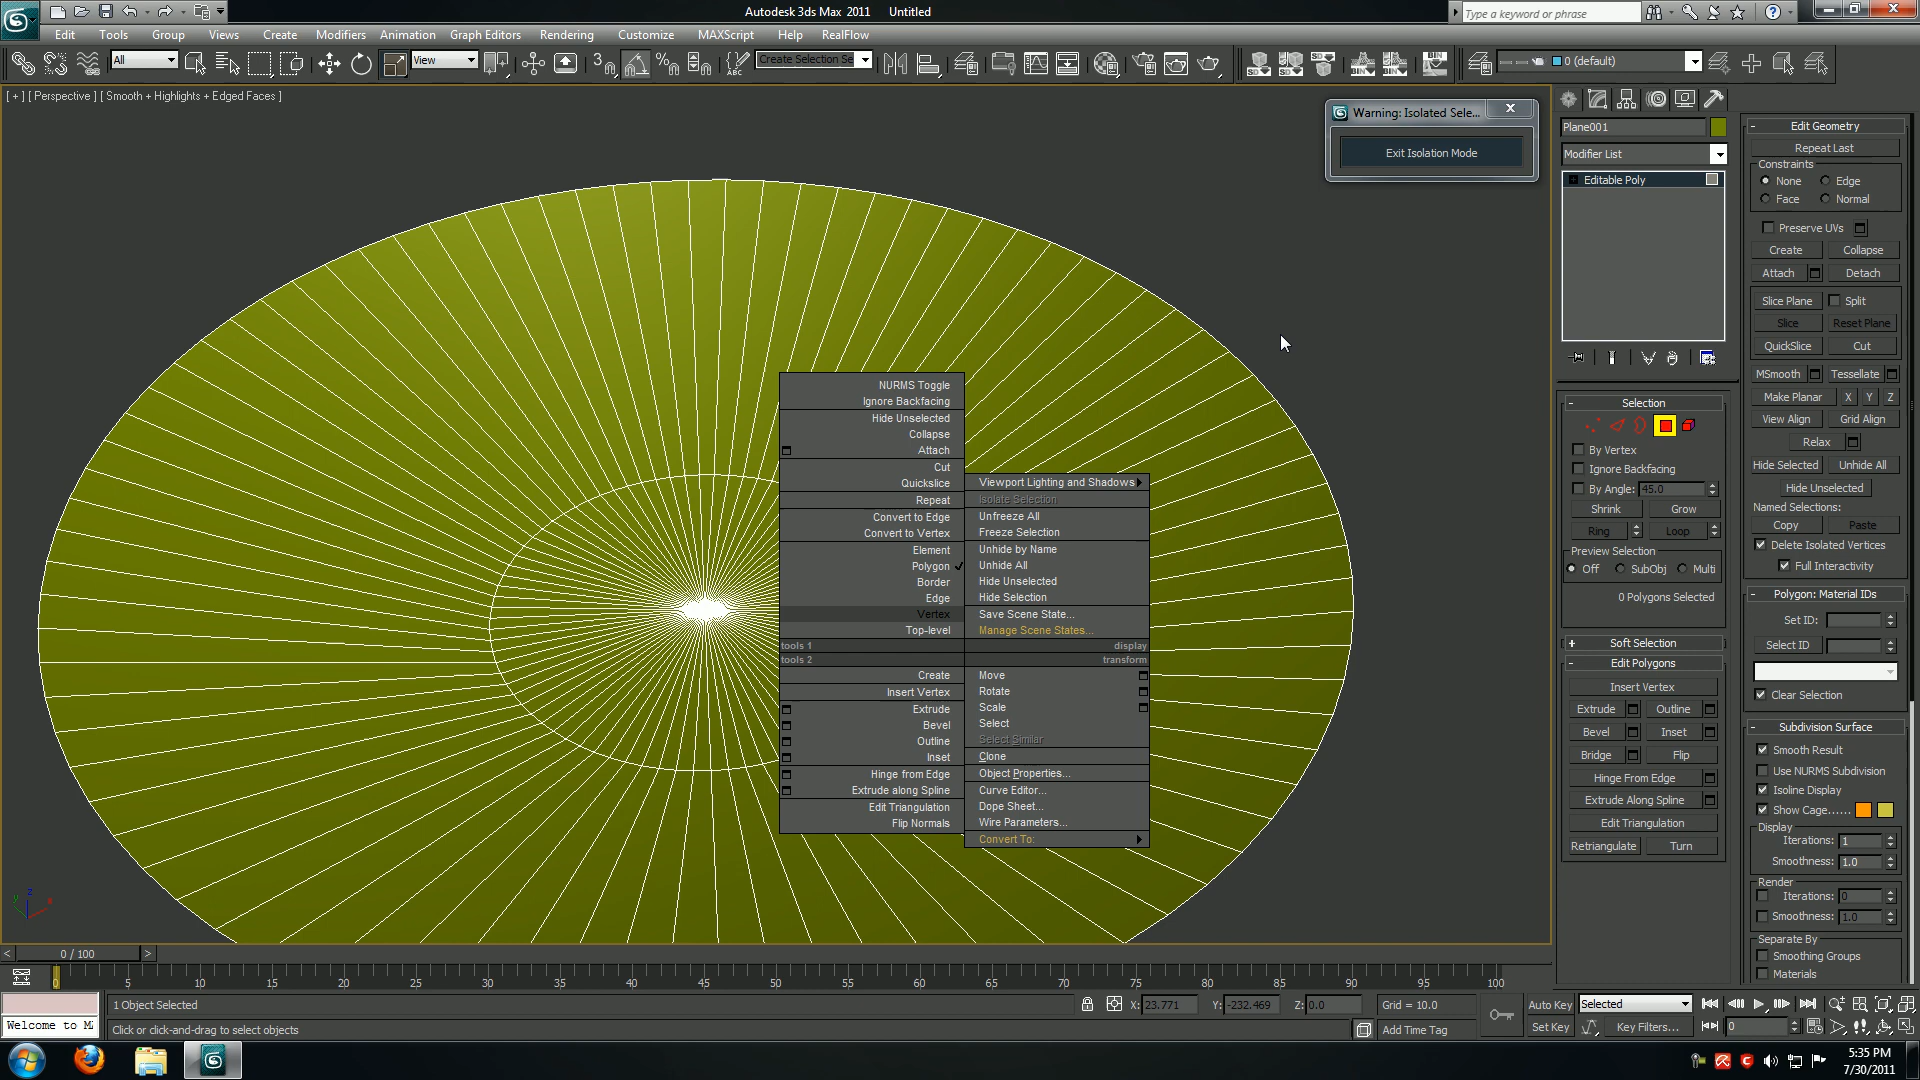 Autodesk 3ds Max 2011 Untitled
Type a keyword or phrase
Edit Tools Group Views Create Modifiers Animation Graph Editors Rendering Customize MAXScript Help RealFlow
All View Create Selection Se 0 (default)
[ + ] [ Perspective ] [ Smooth + Highlights + Edged Faces ]
Warning: Isolated Sele...
Exit Isolation Mode
Plane001
Modifier List
Editable Poly
Selection
By Vertex
Ignore Backfacing
By Angle: 45.0
Shrink Grow
Ring Loop
Preview Selection
Off SubObj Multi
0 Polygons Selected
Soft Selection
Edit Polygons
Insert Vertex
Extrude Outline
Bevel Inset
Bridge Flip
Hinge From Edge
Extrude Along Spline
Edit Triangulation
Retriangulate Turn
Edit Geometry
Repeat Last
Constraints
None Edge
Face Normal
Preserve UVs
Create Collapse
Attach Detach
Slice Plane Split
Slice Reset Plane
QuickSlice Cut
MSmooth Tessellate
Make Planar X Y Z
View Align Grid Align
Relax
Hide Selected Unhide All
Hide Unselected
Named Selections:
Copy Paste
Delete Isolated Vertices
Full Interactivity
Polygon: Material IDs
Set ID:
Select ID
Clear Selection
Subdivision Surface
Smooth Result
Use NURMS Subdivision
Isoline Display
Show Cage......
Display
Iterations: 1
Smoothness: 1.0
Render
Iterations: 0
Smoothness: 1.0
Separate By
Smoothing Groups
Materials
NURMS Toggle
Ignore Backfacing
Hide Unselected
Collapse
Attach
Cut
Quickslice
Repeat
Convert to Edge
Convert to Vertex
Element
Polygon
Border
Edge
Vertex
Top-level
tools 1
tools 2
Create
Insert Vertex
Extrude
Bevel
Outline
Inset
Hinge from Edge
Extrude along Spline
Edit Triangulation
Flip Normals
Viewport Lighting and Shadows
Isolate Selection
Unfreeze All
Freeze Selection
Unhide by Name
Unhide All
Hide Unselected
Hide Selection
Save Scene State...
Manage Scene States...
display
transform
Move
Rotate
Scale
Select
Select Similar
Clone
Object Properties...
Curve Editor...
Dope Sheet...
Wire Parameters...
Convert To:
x y z
< 0 / 100 >
0 5 10 15 20 25 30 35 40 45 50 55 60 65 70 75 80 85 90 95 100
1 Object Selected X: 23.771 Y: -232.469 Z: 0.0 Grid = 10.0 Auto Key Selected
Welcome to M Click or click-and-drag to select objects Add Time Tag Set Key Key Filters... 0
5:35 PM
7/30/2011